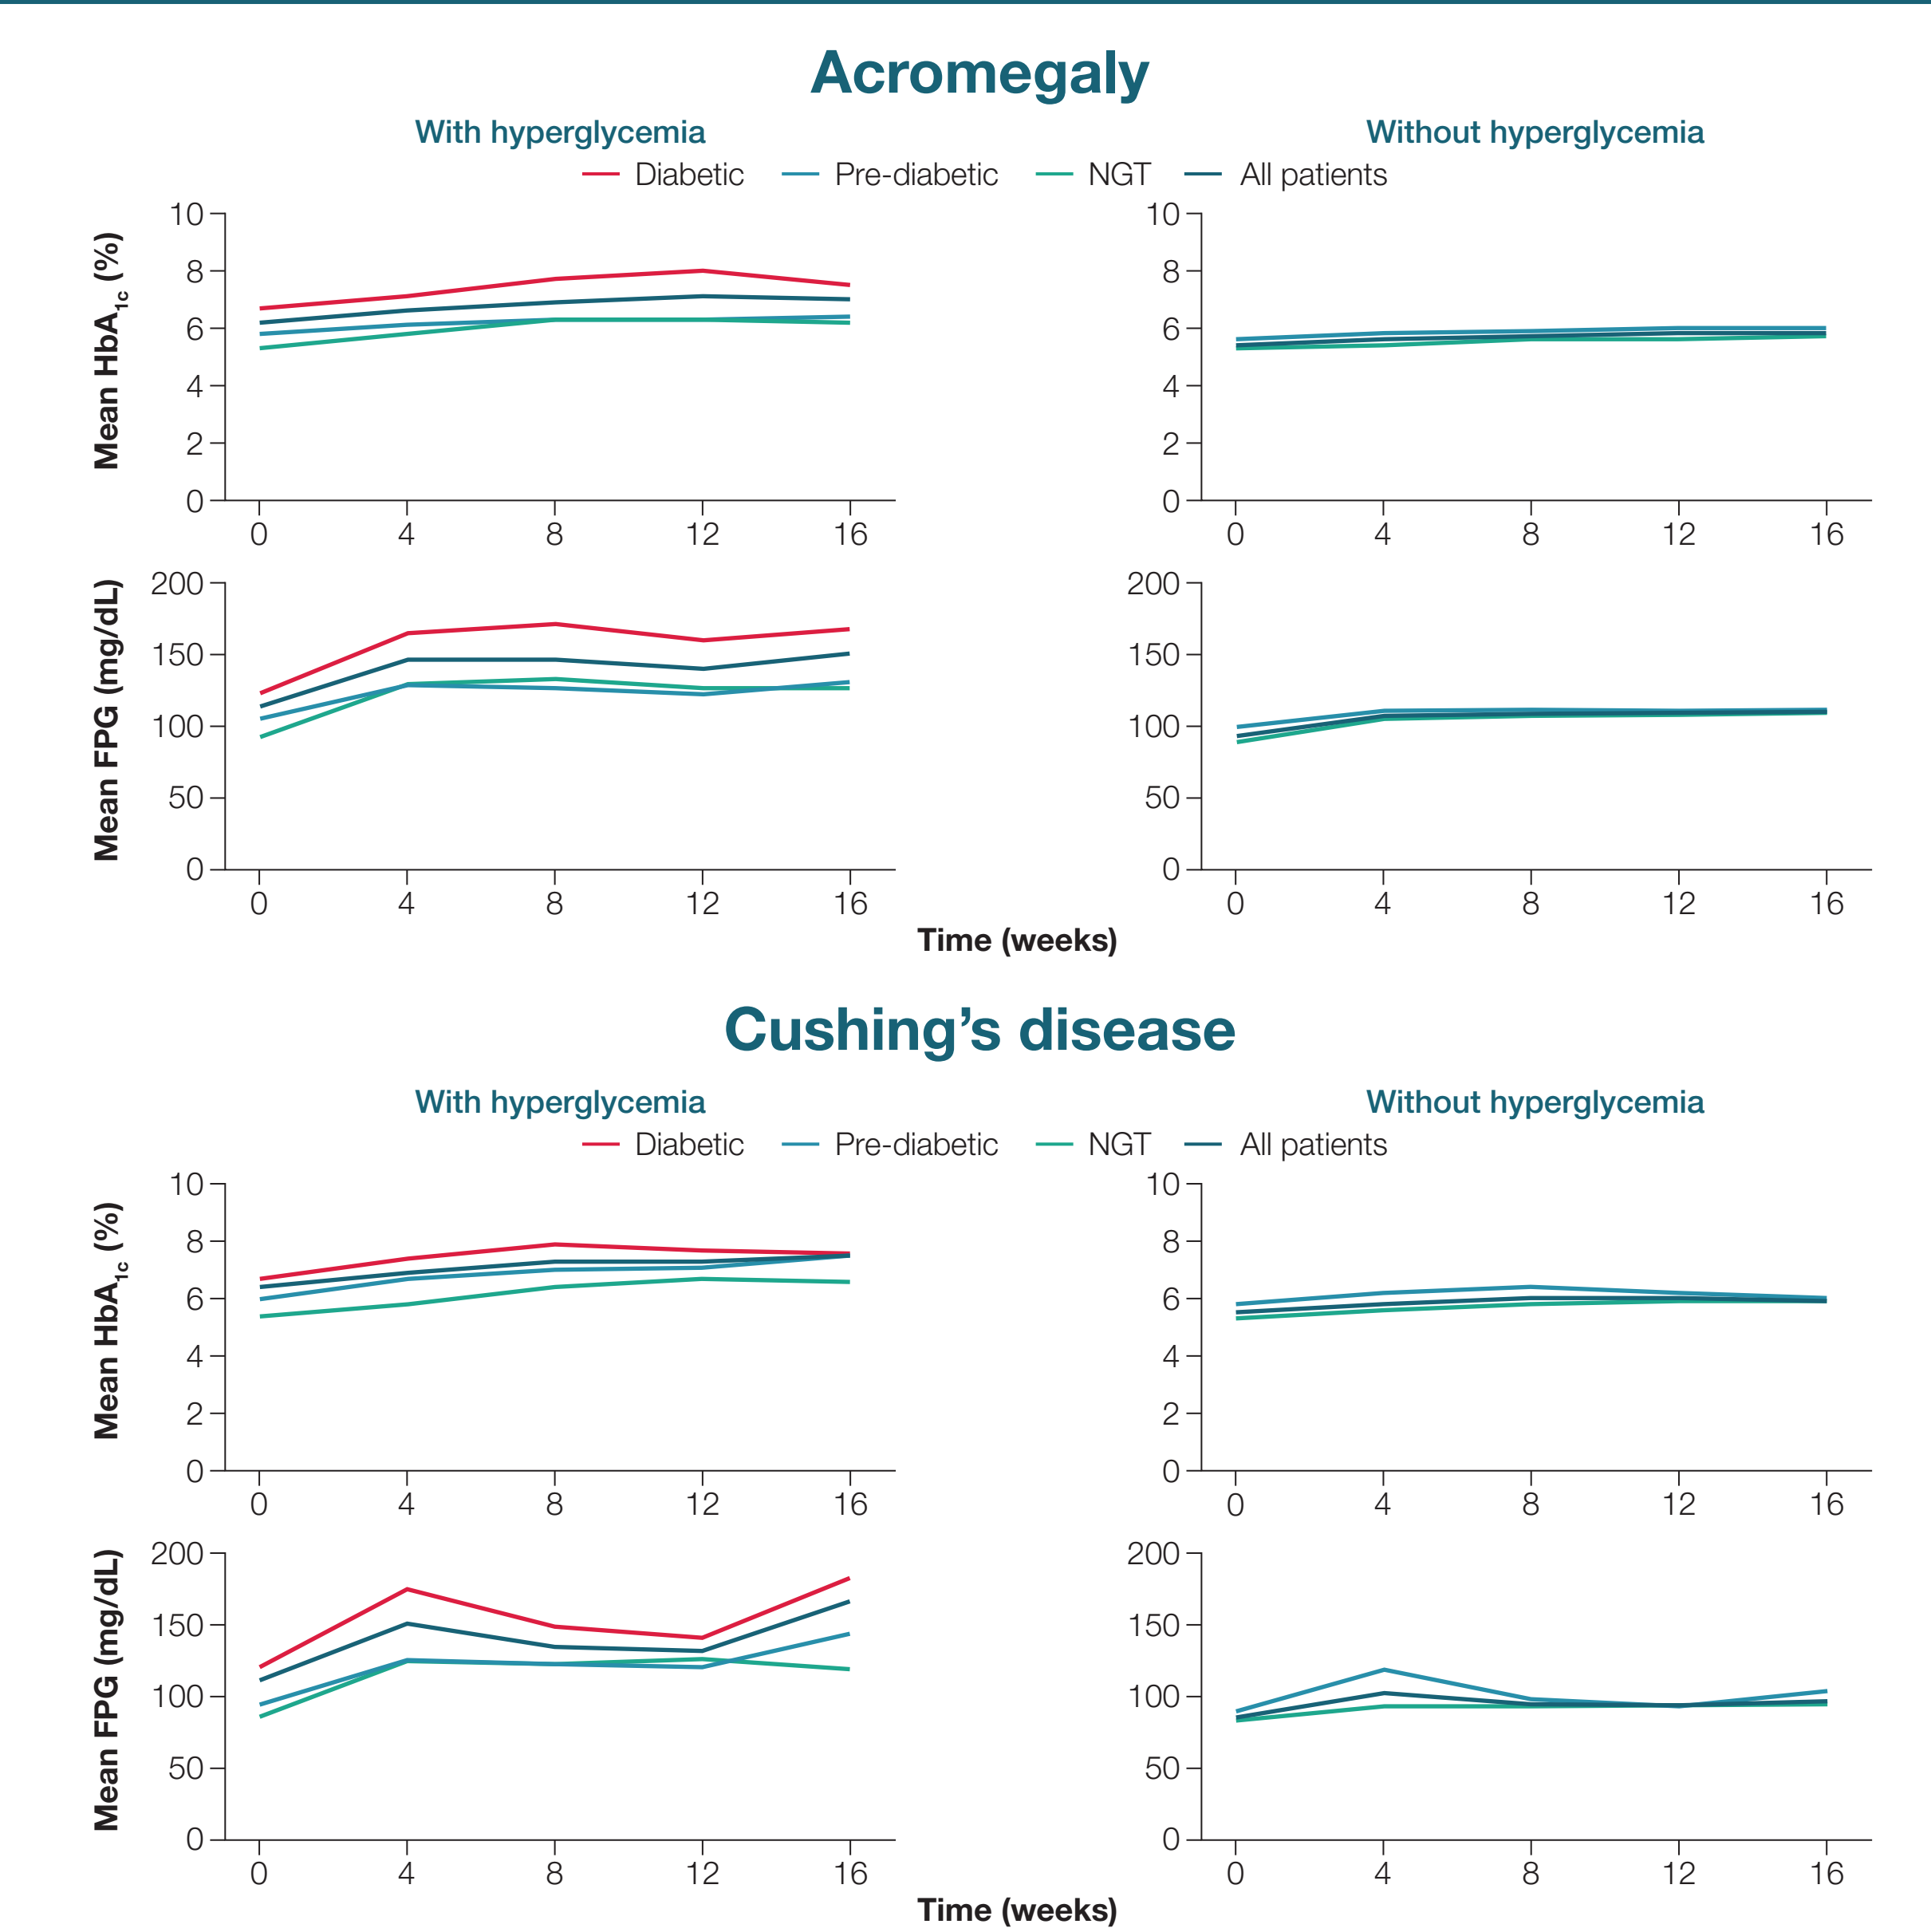 Acromegaly
With hyperglycemia
Without hyperglycemia
Diabetic Pre-diabetic NGT All patients
Mean HbA1c (%)
10
8
6
4
2
0
0 4 8 12 16
10
8
6
4
2
0
0 4 8 12 16
Mean FPG (mg/dL)
200
150
100
50
0
0 4 8 12 16
200
150
100
50
0
0 4 8 12 16
Time (weeks)
Cushing’s disease
With hyperglycemia
Without hyperglycemia
Diabetic Pre-diabetic NGT All patients
Mean HbA1c (%)
10
8
6
4
2
0
0 4 8 12 16
10
8
6
4
2
0
0 4 8 12 16
Mean FPG (mg/dL)
200
150
100
50
0
0 4 8 12 16
200
150
100
50
0
0 4 8 12 16
Time (weeks)